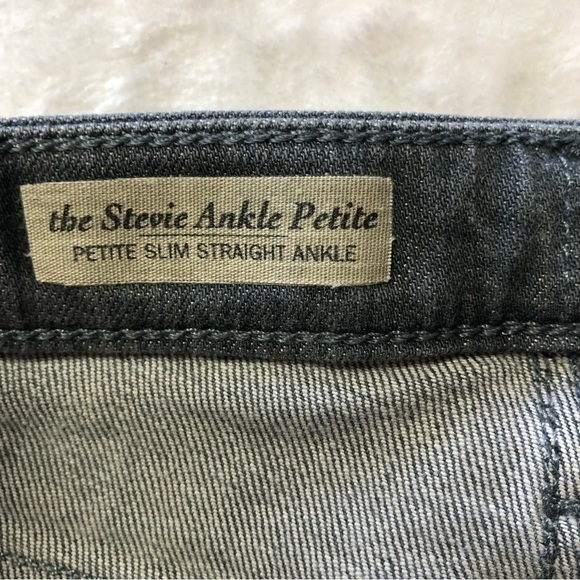 the Stevie Ankle Petite
PETITE SLIM STRAIGHT ANKLE